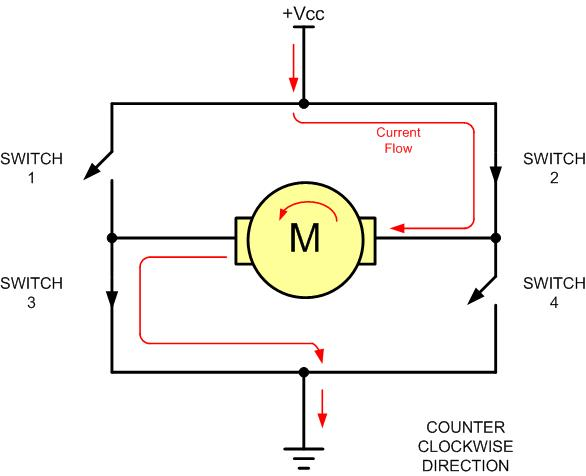 +Vcc
Current
Flow
SWITCH
1
SWITCH
2
M
SWITCH
3
SWITCH
4
COUNTER
CLOCKWISE
DIRECTION